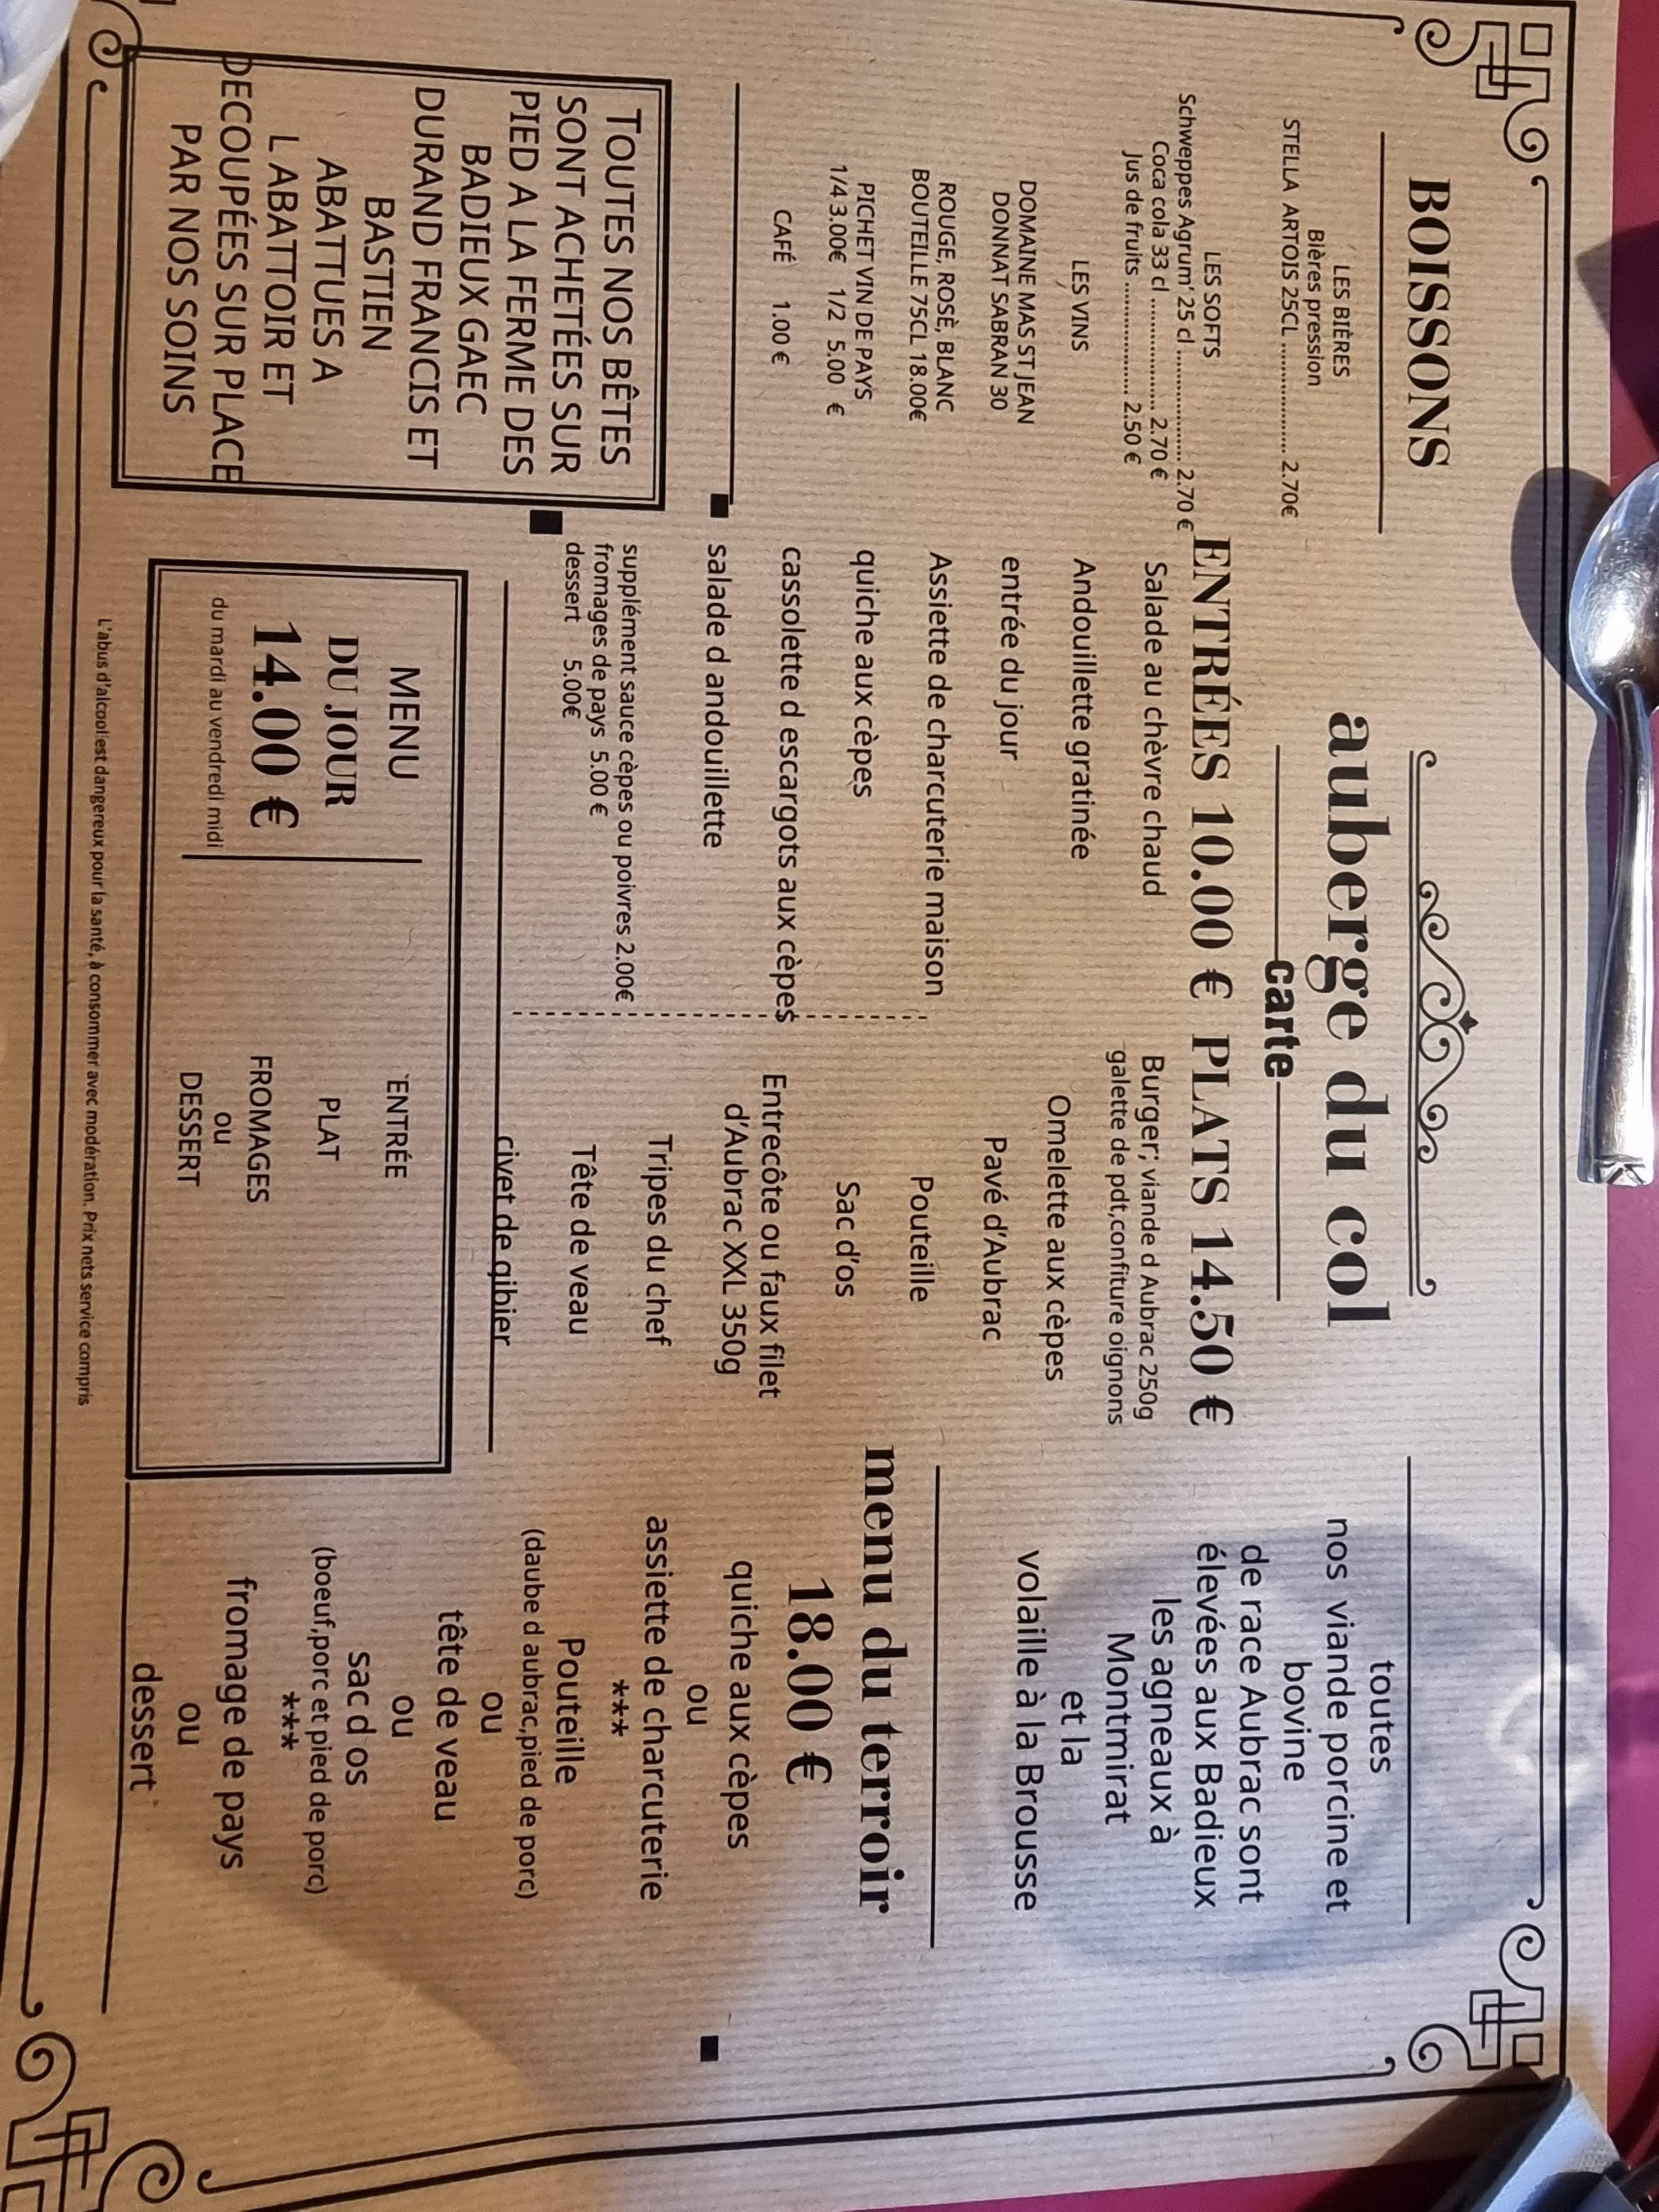 BOISSONS
LES BIÈRES
Bières pression
STELLA ARTOIS 25CL .................. 2.70€
LES SOFTS
Schweppes Agrum' 25 cl .................. 2.70 €
Coca cola 33 cl .................. 2.70 €
Jus de fruits .................. 2.50 €
LES VINS
DOMAINE MAS ST JEAN
DONNAT SABRAN 30
ROUGE, ROSÈ, BLANC
BOUTEILLE 75CL 18.00€
PICHET VIN DE PAYS
1/4 3.00€ 1/2 5.00 €
CAFÉ 1.00 €
TOUTES NOS BÊTES
SONT ACHETÉES SUR
PIED A LA FERME DES
BADIEUX GAEC
DURAND FRANCIS ET
BASTIEN
ABATTUES A
L ABATTOIR ET
DECOUPÉES SUR PLACE
PAR NOS SOINS
auberge du col
carte
ENTRÉES 10.00 € PLATS 14.50 €
Salade au chèvre chaud
Andouillette gratinée
entrée du jour
Assiette de charcuterie maison
quiche aux cèpes
cassolette d escargots aux cèpes
salade d andouillette
supplément sauce cèpes ou poivres 2.00€
fromages de pays 5.00 €
dessert 5.00€
Burger; viande d Aubrac 250g
galette de pdt,confiture oignons
Omelette aux cèpes
Pavé d'Aubrac
Pouteille
Sac d'os
Entrecôte ou faux filet
d'Aubrac XXL 350g
Tripes du chef
Tête de veau
civet de gibier
MENU
DU JOUR
14.00 €
du mardi au vendredi midi
ENTRÉE
PLAT
FROMAGES
ou
DESSERT
toutes
nos viande porcine et
bovine
de race Aubrac sont
élevées aux Badieux
les agneaux à
Montmirat
et la
volaille à la Brousse
menu du terroir
18.00 €
quiche aux cèpes
ou
assiette de charcuterie
***
Pouteille
(daube d aubrac,pied de porc)
ou
tête de veau
ou
sac d os
(boeuf,porc et pied de porc)
***
fromage de pays
ou
dessert
L'abus d'alcool est dangereux pour la santé, à consommer avec modération. Prix nets service compris